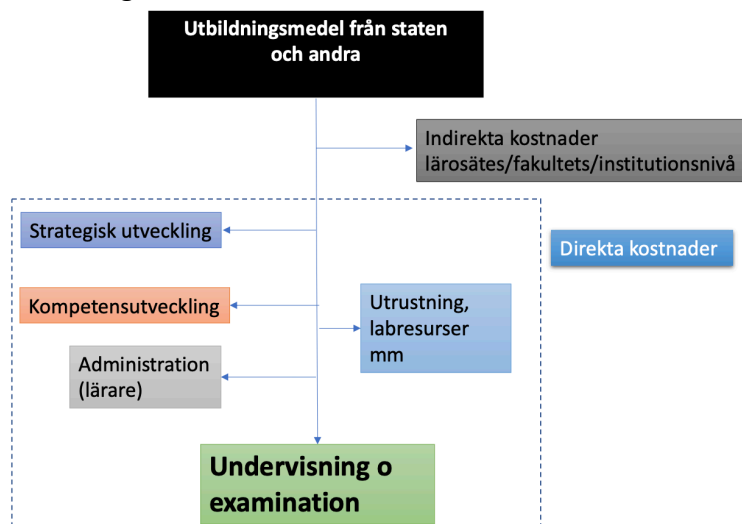 Utbildningsmedel från staten
och andra
Indirekta kostnader
lärosätes/fakultets/institutionsnivå
Strategisk utveckling
Direkta kostnader
Kompetensutveckling
Utrustning,
labresurser
mm
Administration
(lärare)
Undervisning o
examination